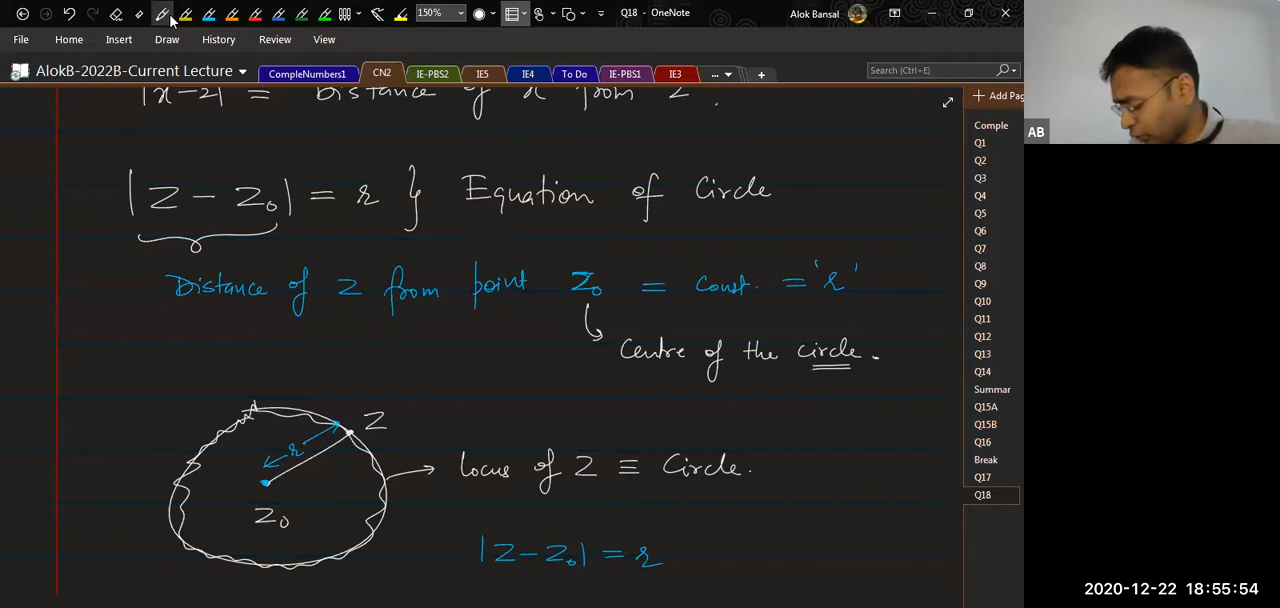 150%
Q18 - OneNote
Alok Bansal
File Home Insert Draw History Review View
AlokB-2022B-Current Lecture
CompleNumbers1 CN2 IE-PBS2 IE5 IE4 To Do IE-PBS1 IE3 ...
Search (Ctrl+E)
|x-z| = Distance of x from z.
|z - z₀| = r } Equation of Circle
Distance of z from point z₀ = const. = 'r'
Centre of the circle.
z
r
z₀
locus of z ≡ Circle.
|z - z₀| = r
Add Pag
Comple
Q1
Q2
Q3
Q4
Q5
Q6
Q7
Q8
Q9
Q10
Q11
Q12
Q13
Q14
Summar
Q15A
Q15B
Q16
Break
Q17
Q18
AB
2020-12-22 18:55:54